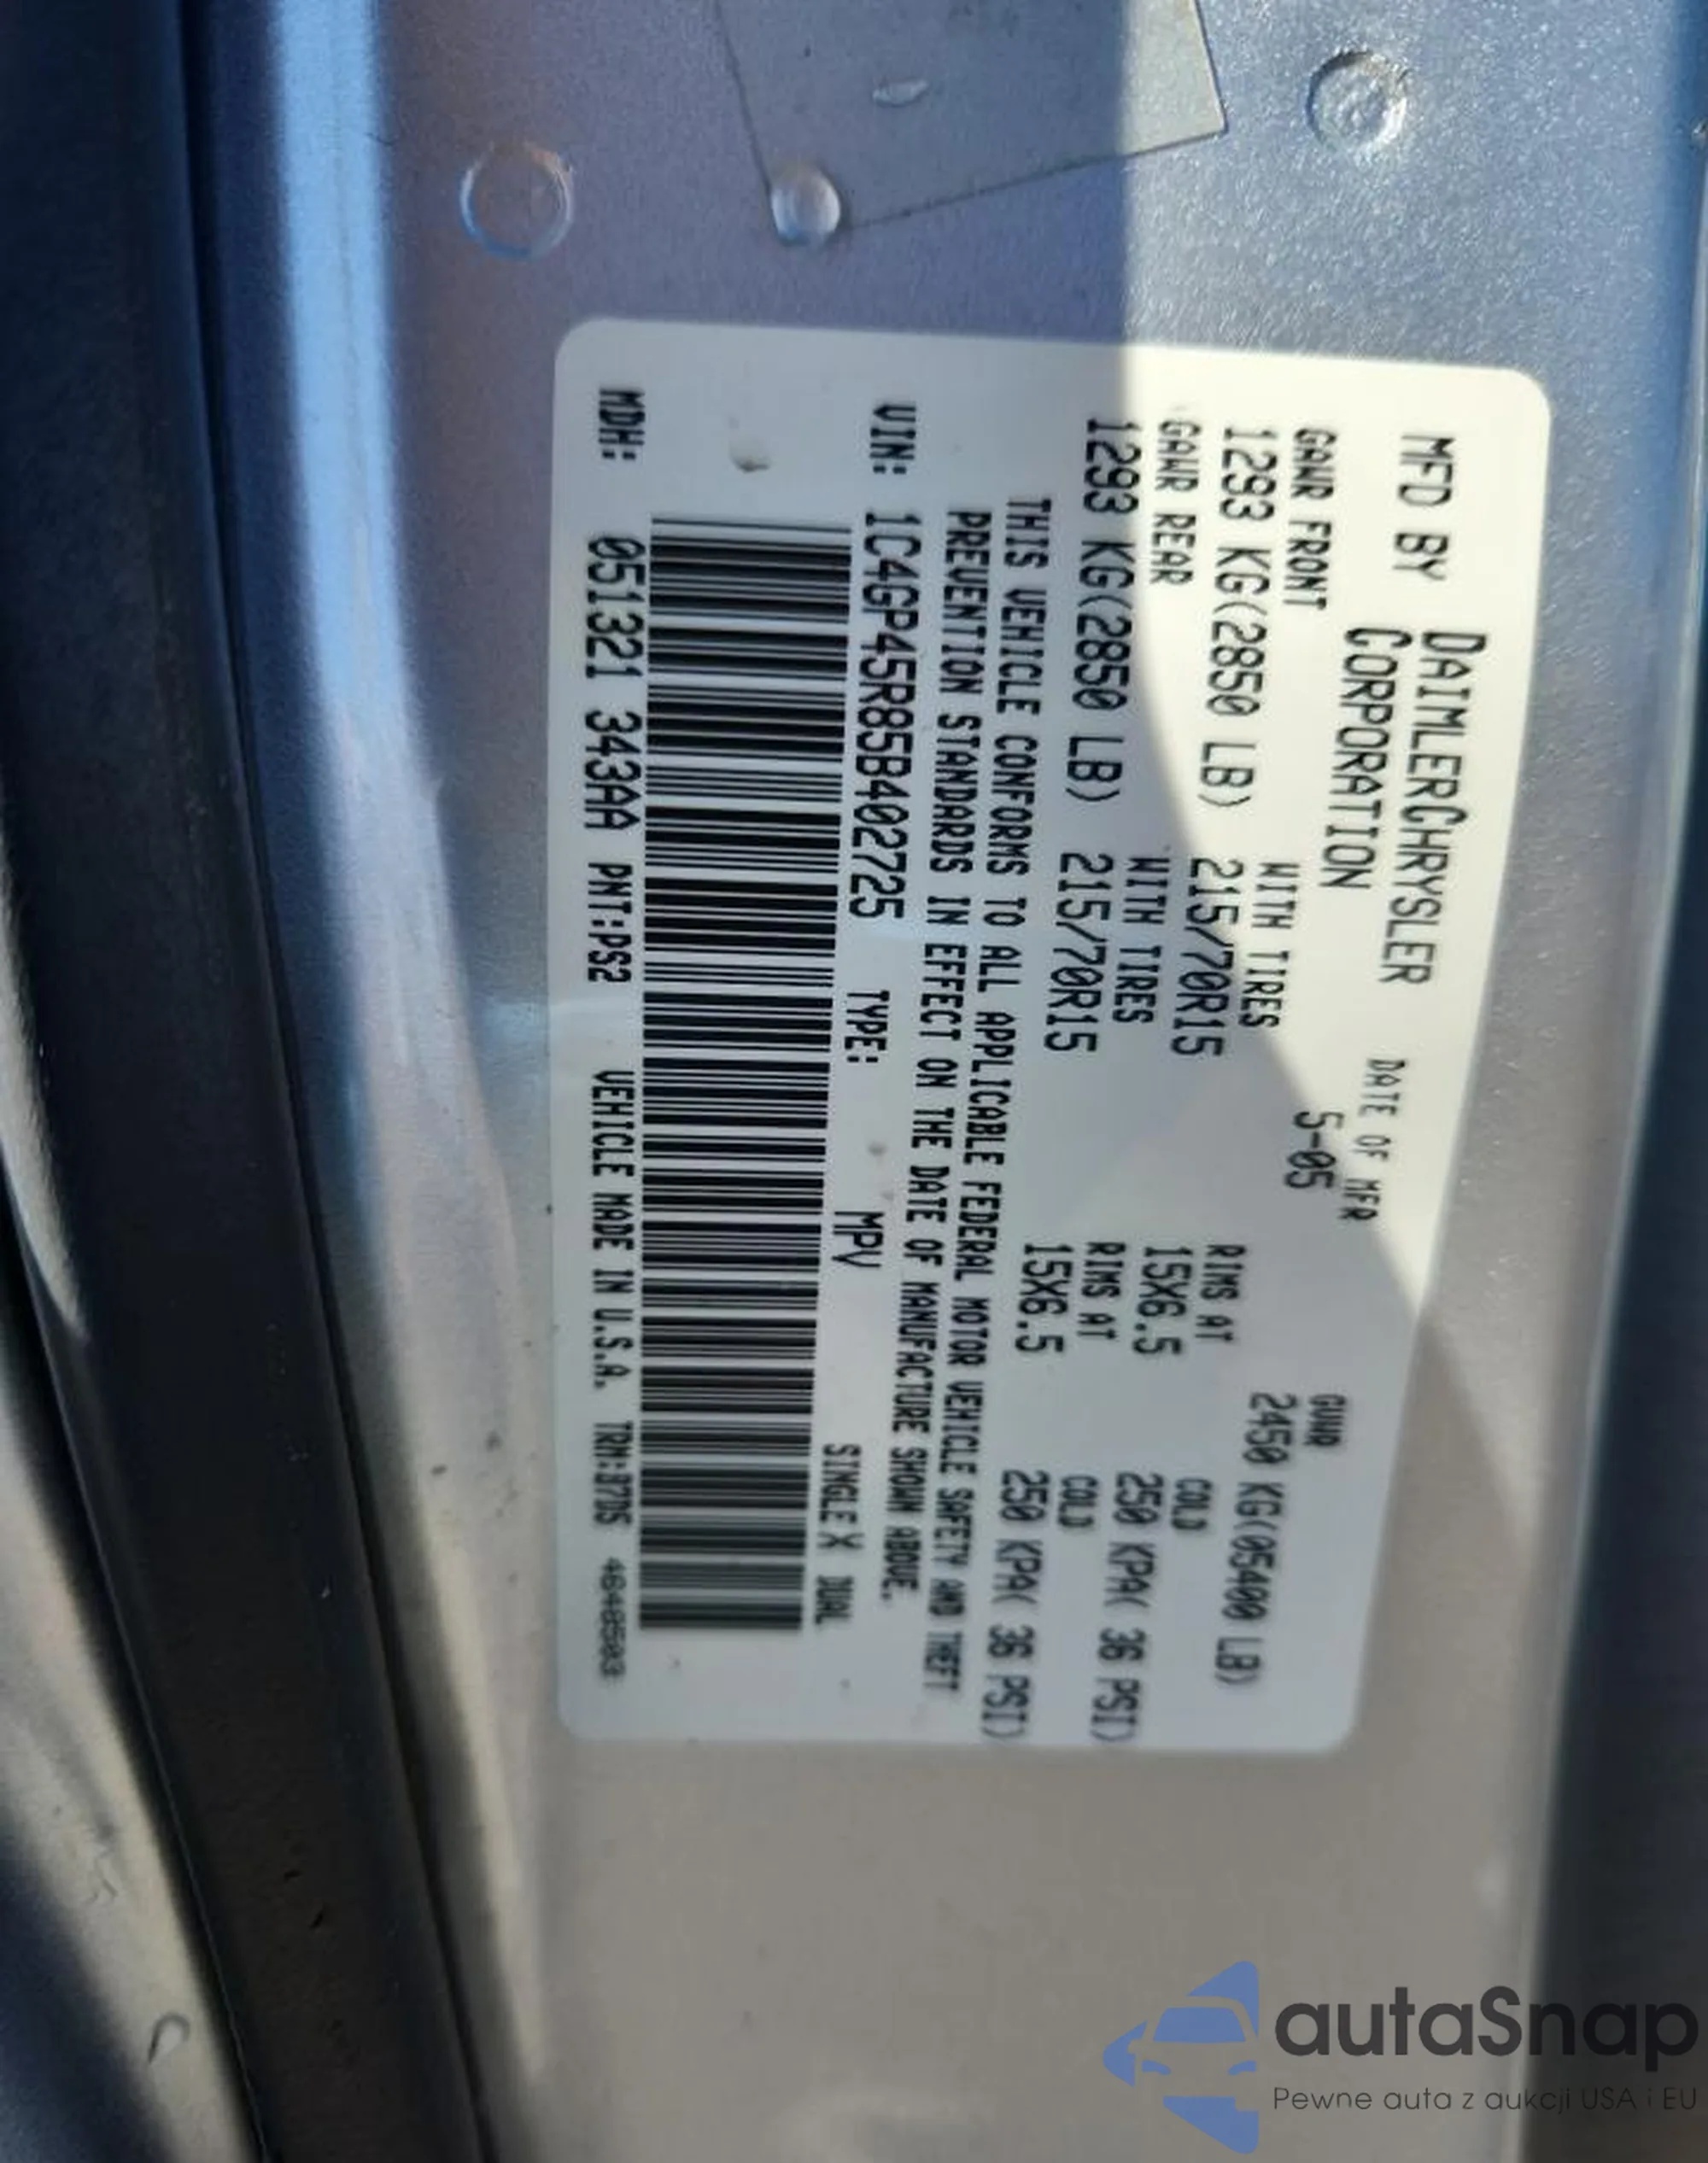 MFD BY DAIMLERCHRYSLER CORPORATION DATE OF MFR 5-05 GVWR 2450 KG(05400 LB)
GAWR FRONT WITH TIRES RIMS AT COLD
1293 KG(2850 LB) 215/70R15 15X6.5 250 KPA( 36 PSI)
GAWR REAR WITH TIRES RIMS AT COLD
1293 KG(2850 LB) 215/70R15 15X6.5 250 KPA( 36 PSI)
THIS VEHICLE CONFORMS TO ALL APPLICABLE FEDERAL MOTOR VEHICLE SAFETY AND THEFT
PREVENTION STANDARDS IN EFFECT ON THE DATE OF MANUFACTURE SHOWN ABOVE.
VIN: 1C4GP45R85B402725 TYPE: MPV SINGLE X DUAL
MDH: 051321 343AA PNT:PS2 VEHICLE MADE IN U.S.A.
autaSnap
Pewne auta z aukcji USA i EU